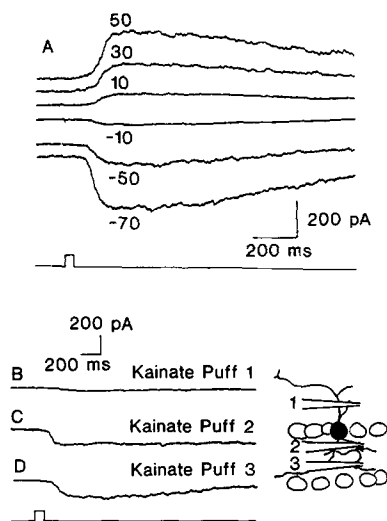 A
50
30
10
-10
-50
-70
200 pA
200 ms
200 pA
200 ms
B Kainate Puff 1
C Kainate Puff 2
D Kainate Puff 3
1
2
3